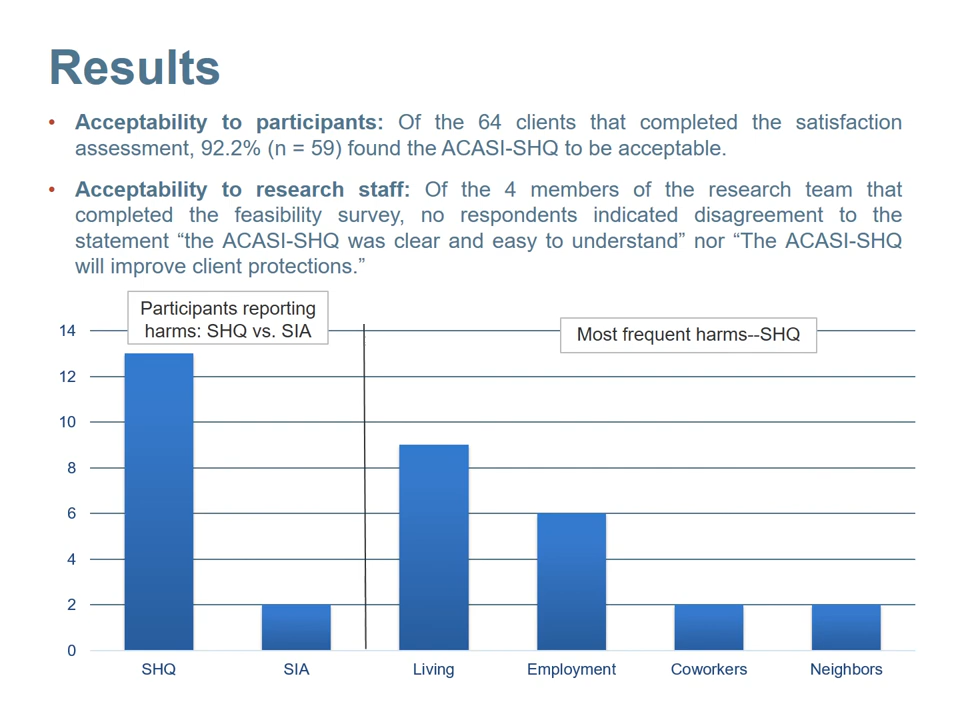 Results
• Acceptability to participants: Of the 64 clients that completed the satisfaction
assessment, 92.2% (n = 59) found the ACASI-SHQ to be acceptable.
• Acceptability to research staff: Of the 4 members of the research team that
completed the feasibility survey, no respondents indicated disagreement to the
statement “the ACASI-SHQ was clear and easy to understand” nor “The ACASI-SHQ
will improve client protections.”
Participants reporting
harms: SHQ vs. SIA
Most frequent harms--SHQ
14
12
10
8
6
4
2
0
SHQ SIA Living Employment Coworkers Neighbors